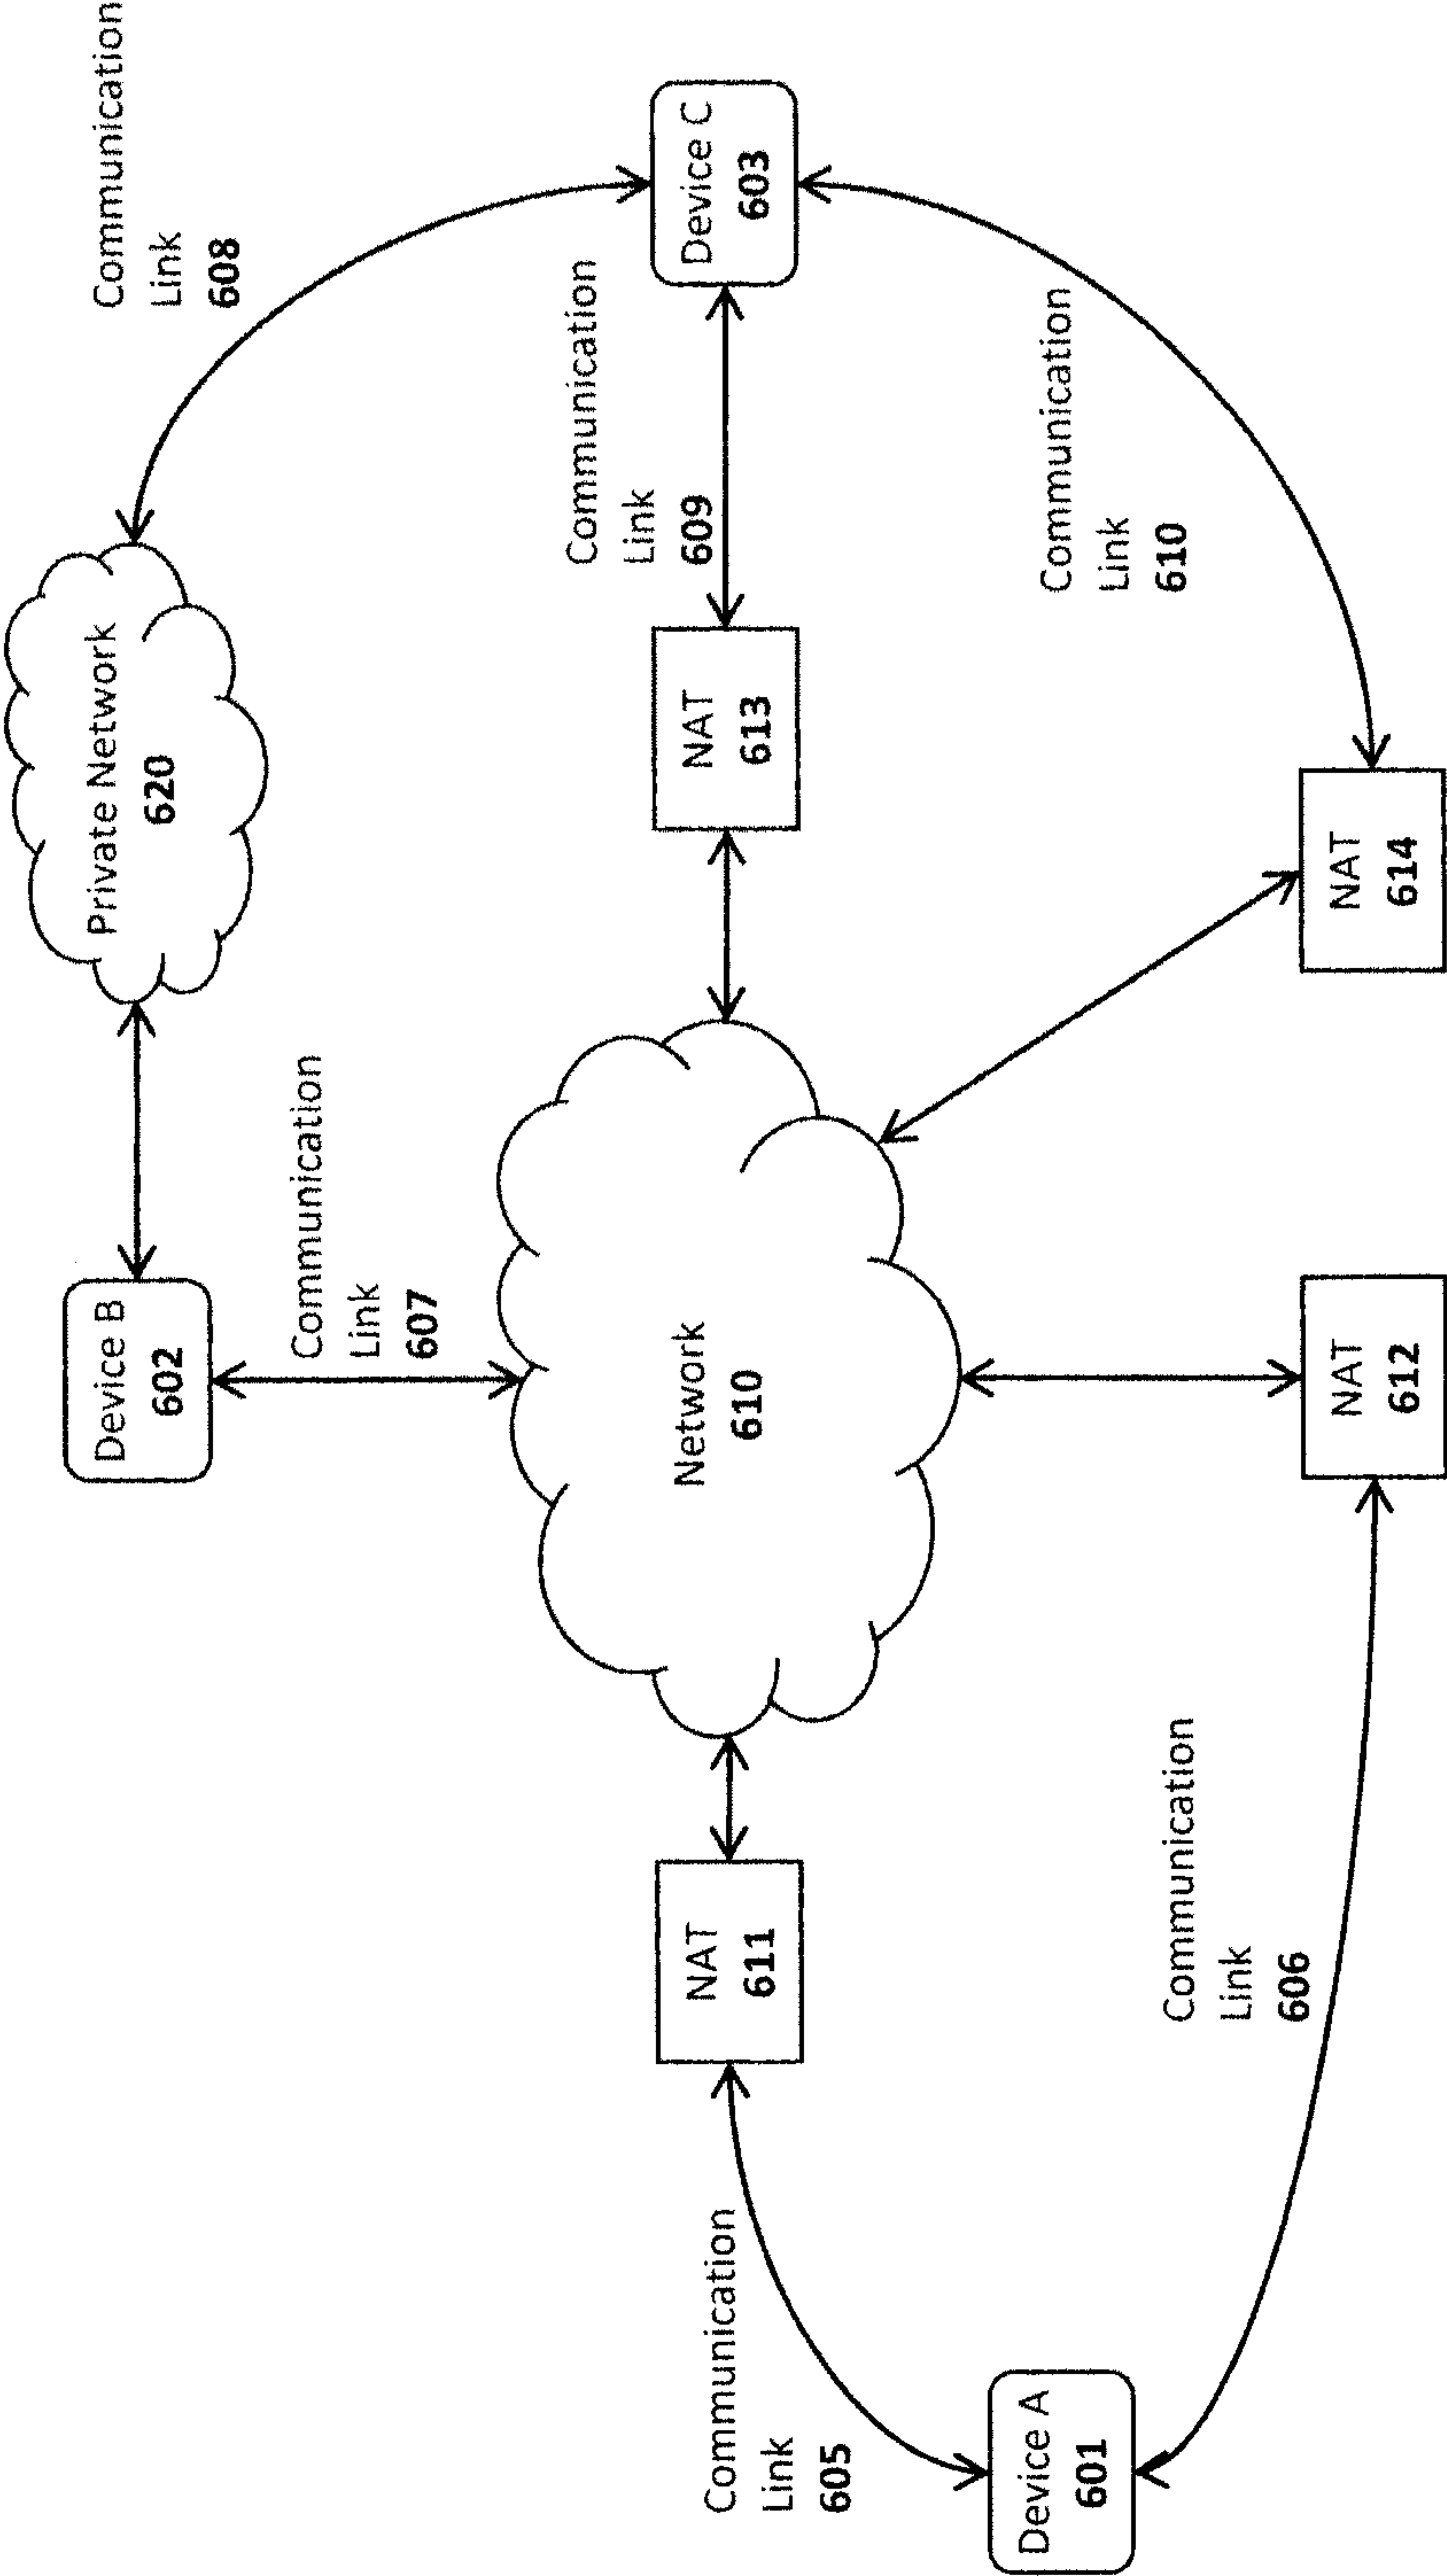 Communication
Link
608
Private Network
620
Device B
602
Communication
Link
607
Communication
Link
609
Device C
603
NAT
613
Network
610
NAT
611
Communication
Link
605
Communication
Link
610
NAT
614
NAT
612
Communication
Link
606
Device A
601